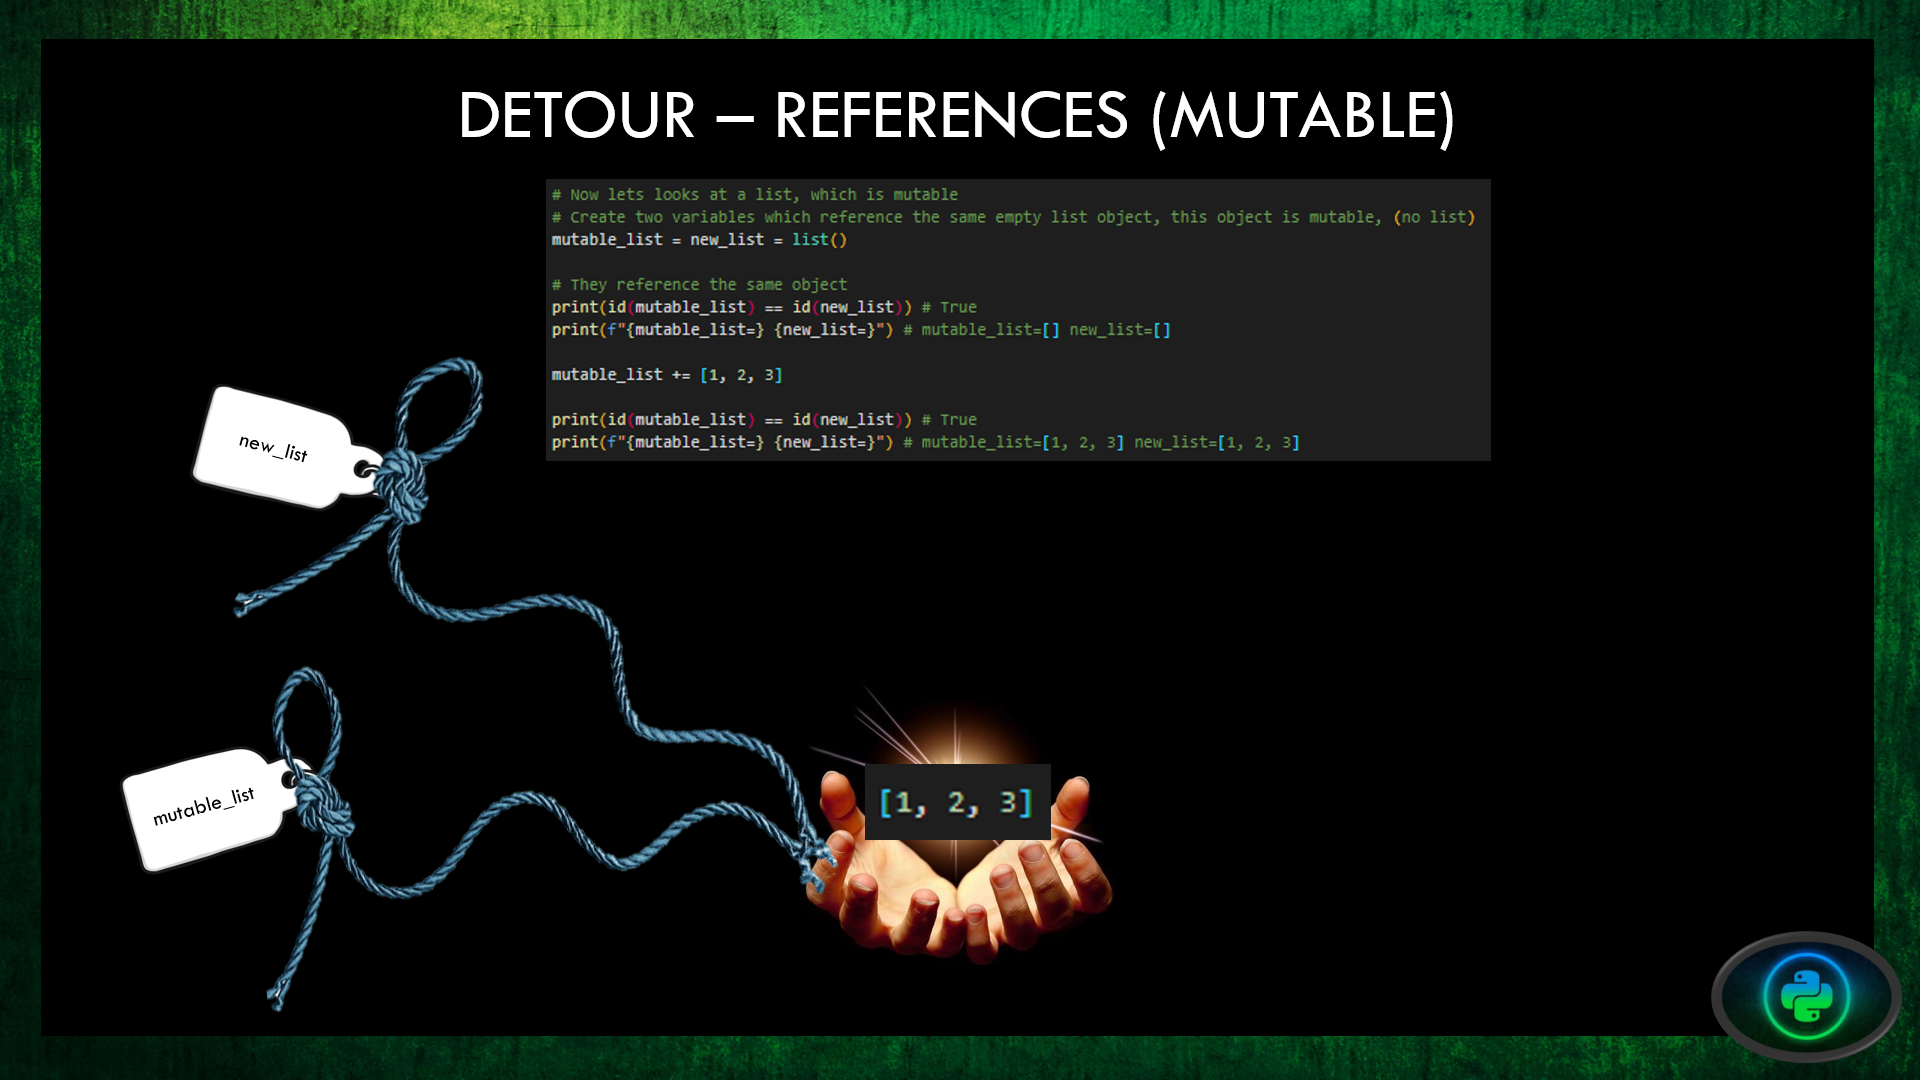 DETOUR – REFERENCES (MUTABLE)
# Now lets looks at a list, which is mutable
# Create two variables which reference the same empty list object, this object is mutable, (no list)
mutable_list = new_list = list()
# They reference the same object
print(id(mutable_list) == id(new_list)) # True
print(f"{mutable_list=} {new_list=}") # mutable_list=[] new_list=[]
mutable_list += [1, 2, 3]
print(id(mutable_list) == id(new_list)) # True
print(f"{mutable_list=} {new_list=}") # mutable_list=[1, 2, 3] new_list=[1, 2, 3]
new_list
mutable_list
[1, 2, 3]